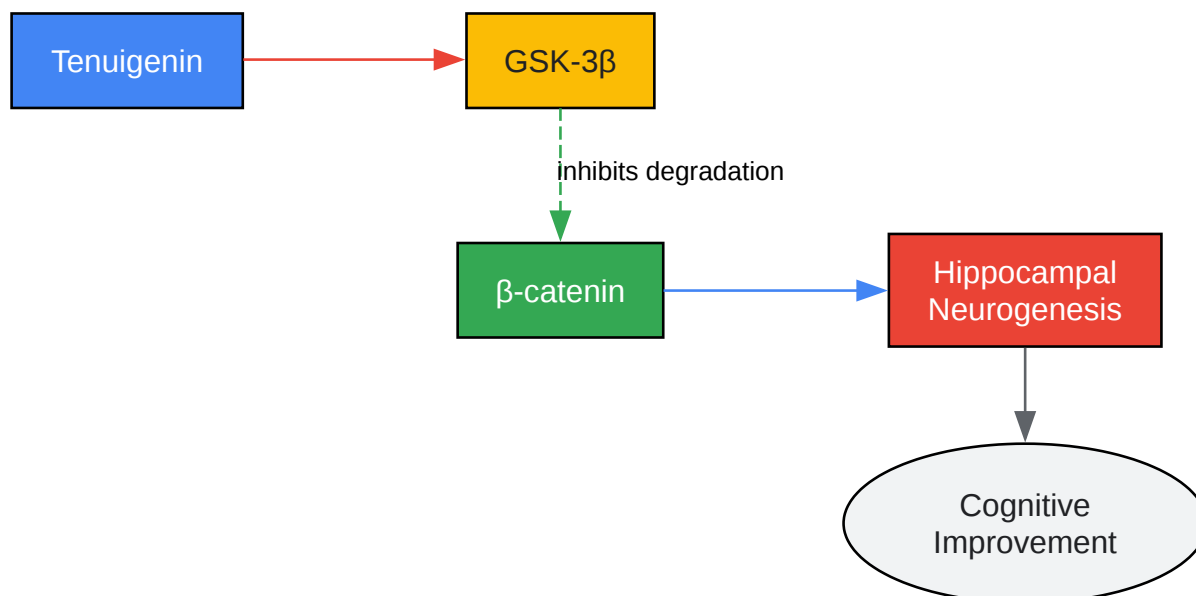 Tenuigenin
GSK-3β
inhibits degradation
β-catenin
Hippocampal
Neurogenesis
Cognitive
Improvement